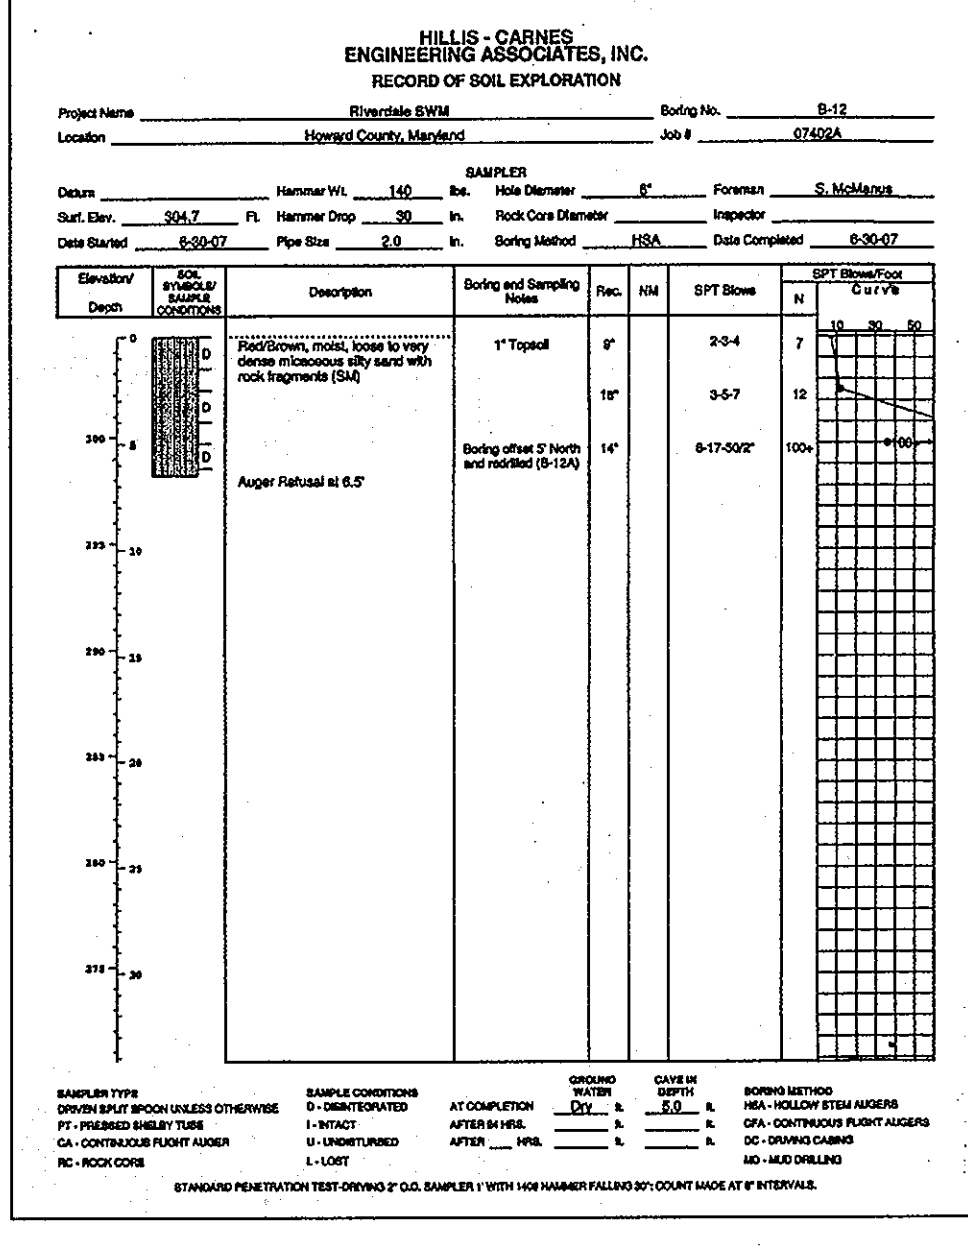 HILLIS - CARNES
ENGINEERING ASSOCIATES, INC.
RECORD OF SOIL EXPLORATION
Project Name Riverdale SWM Boring No. B-12
Location Howard County, Maryland Job # 07402A
SAMPLER
Datum Hammer Wt. 140 lbs. Hole Diameter 6" Foreman S. McManus
Surf. Elev. 304.7 Ft. Hammer Drop 30 in. Rock Core Diameter Inspector
Date Started 6-30-07 Pipe Size 2.0 in. Boring Method HSA Date Completed 6-30-07
Elevation/ Depth SOIL SYMBOLS/ SAMPLE CONDITIONS Description Boring and Sampling Notes Rec. NM SPT Blows SPT Blows/Foot
N Curve
10 30 50
0 D Red/Brown, moist, loose to very 1" Topsoil 9" 2-3-4 7
dense micaceous silty sand with
rock fragments (SM)
D 18" 3-5-7 12
300 5 D Boring offset 5' North 14" 8-17-50/2" 100+ 100+
and redrilled (B-12A)
Auger Refusal at 6.5'
295 10
290 15
285 20
280 25
275 30
GROUND WATER CAVE IN DEPTH
SAMPLER TYPE SAMPLE CONDITIONS BORING METHOD
DRIVEN SPLIT SPOON UNLESS OTHERWISE D - DISINTEGRATED AT COMPLETION Dry ft. 5.0 ft. HSA - HOLLOW STEM AUGERS
PT - PRESSED SHELBY TUBE I - INTACT AFTER 24 HRS. ft. ft. CFA - CONTINUOUS FLIGHT AUGERS
CA - CONTINUOUS FLIGHT AUGER U - UNDISTURBED AFTER ___ HRS. ft. ft. DC - DRIVING CASING
RC - ROCK CORE L - LOST MD - MUD DRILLING
STANDARD PENETRATION TEST-DRIVING 2" O.D. SAMPLER 1' WITH 140# HAMMER FALLING 30"; COUNT MADE AT 6" INTERVALS.